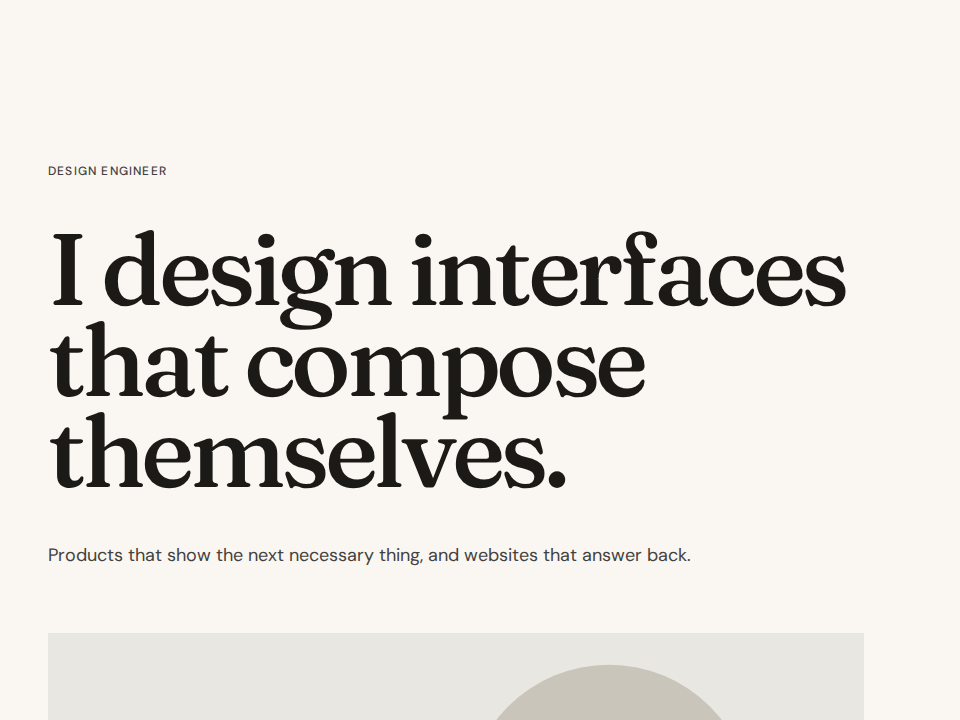 DESIGN ENGINEER
I design interfaces
that compose
themselves.
Products that show the next necessary thing, and websites that answer back.